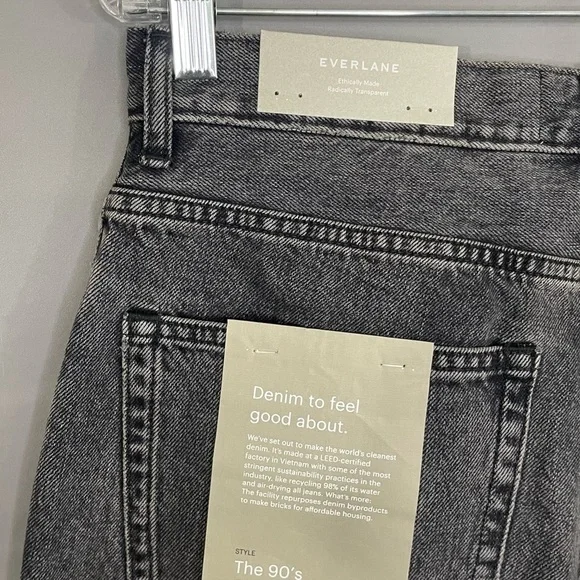 EVERLANE
Ethically Made
Radically Transparent
Denim to feel
good about.
We've set out to make the world's cleanest
denim. It's made at a LEED-certified
factory in Vietnam with some of the most
stringent sustainability practices in the
industry, like recycling 98% of its water
and air-drying all jeans. What's more:
The facility repurposes denim byproducts
to make bricks for affordable housing.
STYLE
The 90's